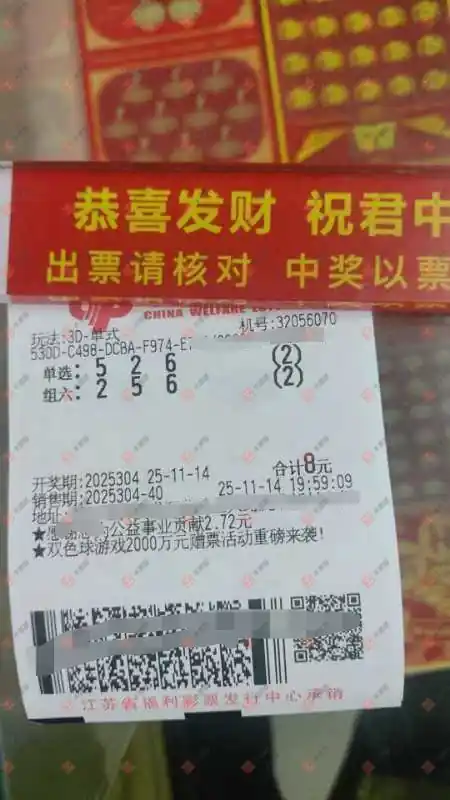 恭喜发财 祝君中
出票请核对 中奖以票
CHINA WELFARE
玩法:3D-单式 机号:32056070
530D-C498-DCBA-F974-E
单选: 5 2 6 (2)
组六: 2 5 6 (2)
合计8元
开奖期:2025304 25-11-14
销售期:2025304-40 25-11-14 19:59:09
地址:
公益事业贡献2.72元
★双色球游戏2000万元赠票活动重磅来袭!
江苏省福利彩票发行中心承销